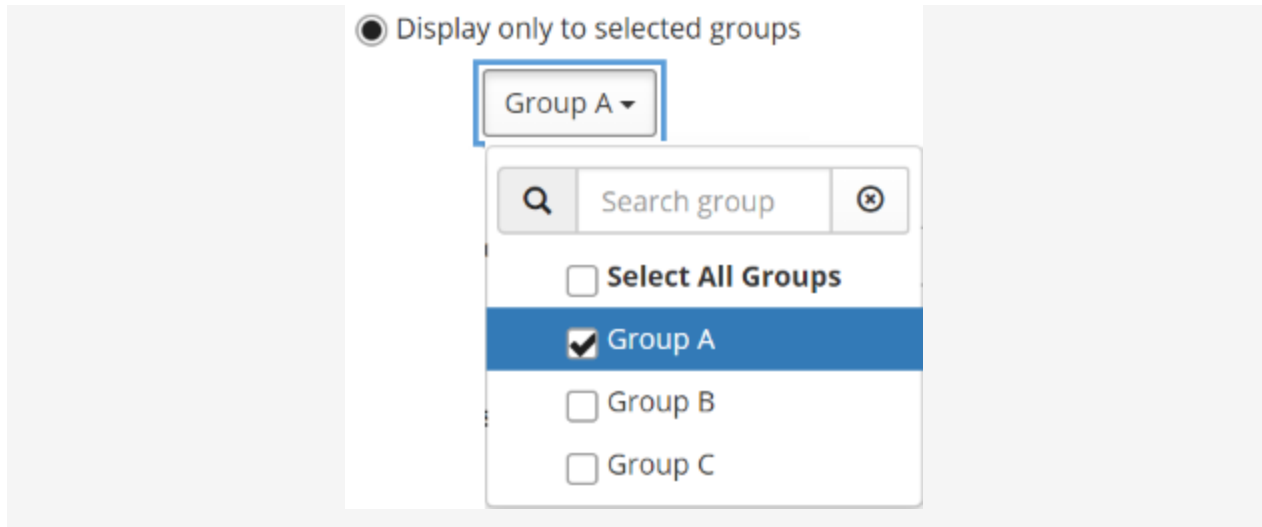 Display only to selected groups
Group A
Search group
Select All Groups
Group A
Group B
Group C